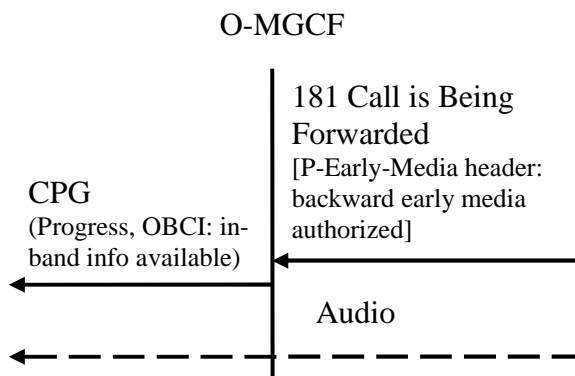 O-MGCF
181 Call is Being
Forwarded
[P-Early-Media header:
backward early media
authorized]
CPG
(Progress, OBCI: in-
band info available)
Audio